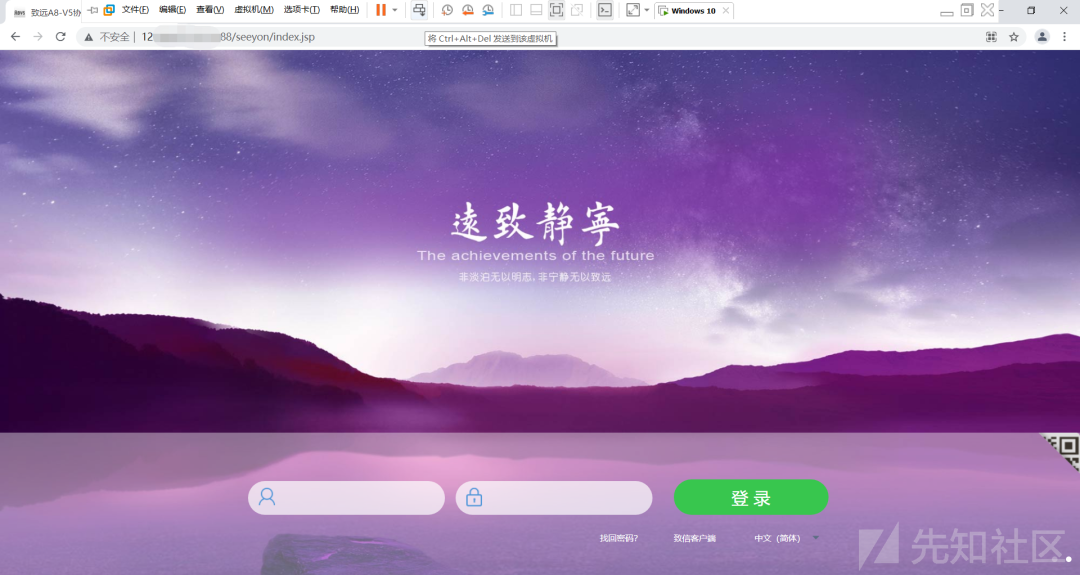 致远A8-V5协
文件(F) 编辑(E) 查看(V) 虚拟机(M) 选项卡(T) 帮助(H)
Windows 10
不安全 | 12 88/seeyon/index.jsp
将 Ctrl+Alt+Del 发送到该虚拟机
遠致静寧
The achievements of the future
非淡泊无以明志,非宁静无以致远
登录
找回密码?
致信客户端
中文（简体）
先知社区